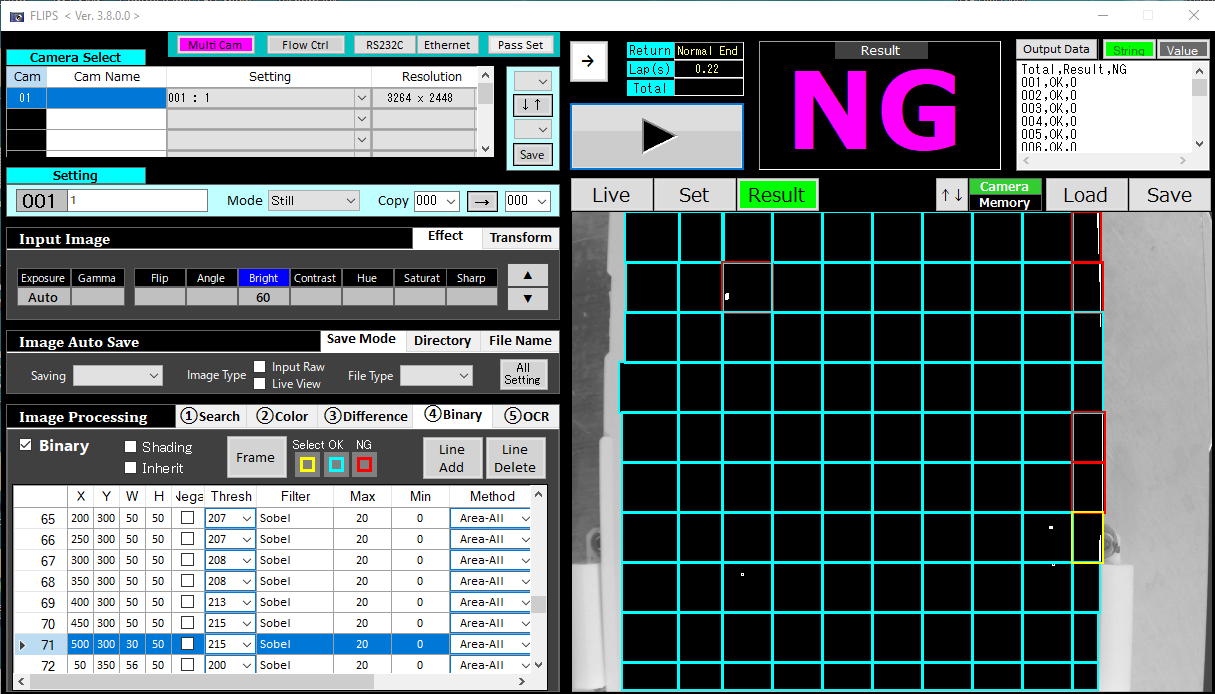 FLIPS < Ver. 3.8.0.0 >
Multi Cam Flow Ctrl RS232C Ethernet Pass Set
Camera Select
Cam Cam Name Setting Resolution
01 001 : 1 3264 × 2448
↓ ↑
Save
Setting
001 1 Mode Still Copy 000 → 000
Input Image Effect Transform
Exposure Gamma Flip Angle Bright Contrast Hue Saturat Sharp ▲
Auto 60 ▼
Image Auto Save Save Mode Directory File Name
Saving Image Type Input Raw File Type All
Live View Setting
Image Processing ①Search ②Color ③Difference ④Binary ⑤OCR
Binary Shading Frame Select OK NG Line Line
Inherit Add Delete
X Y W H Nega Thresh Filter Max Min Method
65 200 300 50 50 207 Sobel 20 0 Area-All
66 250 300 50 50 207 Sobel 20 0 Area-All
67 300 300 50 50 208 Sobel 20 0 Area-All
68 350 300 50 50 208 Sobel 20 0 Area-All
69 400 300 50 50 213 Sobel 20 0 Area-All
70 450 300 50 50 215 Sobel 20 0 Area-All
71 500 300 30 50 215 Sobel 20 0 Area-All
72 50 350 56 50 200 Sobel 20 0 Area-All
→
Return Normal End
Lap(s) 0.22
Total
Result
NG
Output Data String Value
Total,Result,NG
001,OK,0
002,OK,0
003,OK,0
004,OK,0
005,OK,0
006,OK,0
Live Set Result ↑ ↓ Camera Load Save
Memory